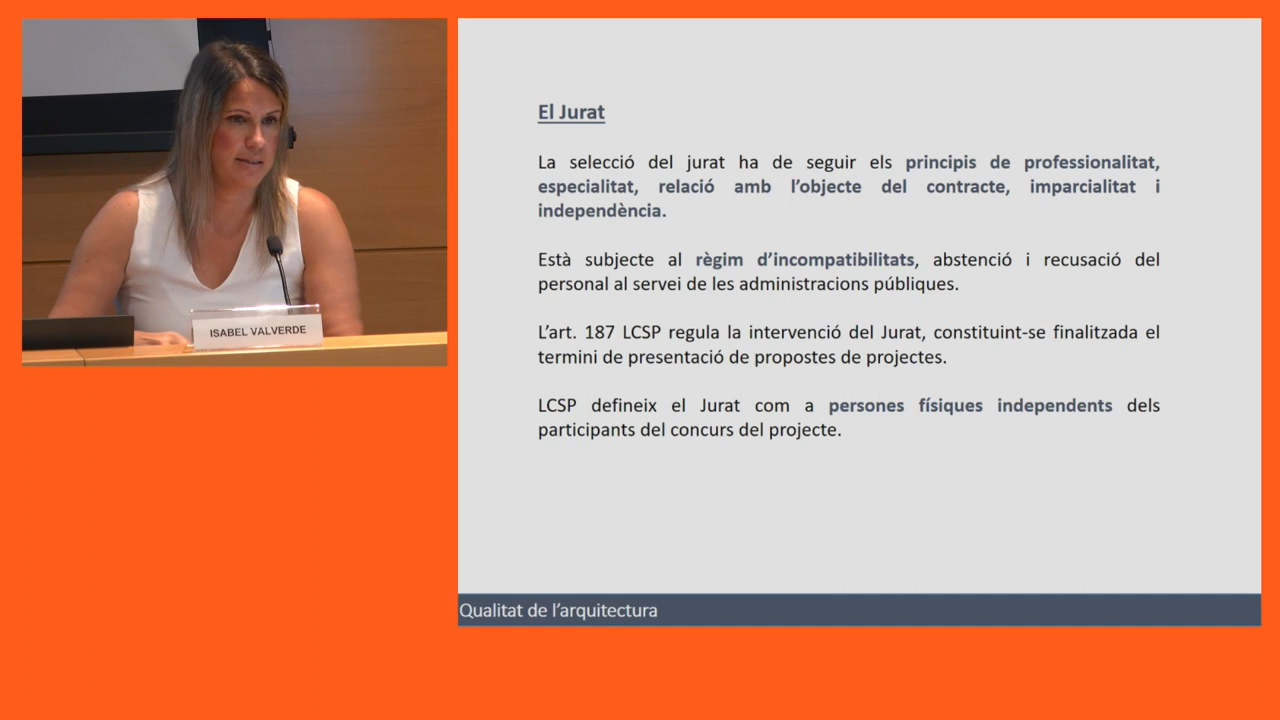 ISABEL VALVERDE
El Jurat
La selecció del jurat ha de seguir els principis de professionalitat,
especialitat, relació amb l’objecte del contracte, imparcialitat i
independència.
Està subjecte al règim d’incompatibilitats, abstenció i recusació del
personal al servei de les administracions públiques.
L’art. 187 LCSP regula la intervenció del Jurat, constituint-se finalitzada el
termini de presentació de propostes de projectes.
LCSP defineix el Jurat com a persones físiques independents dels
participants del concurs del projecte.
Qualitat de l’arquitectura